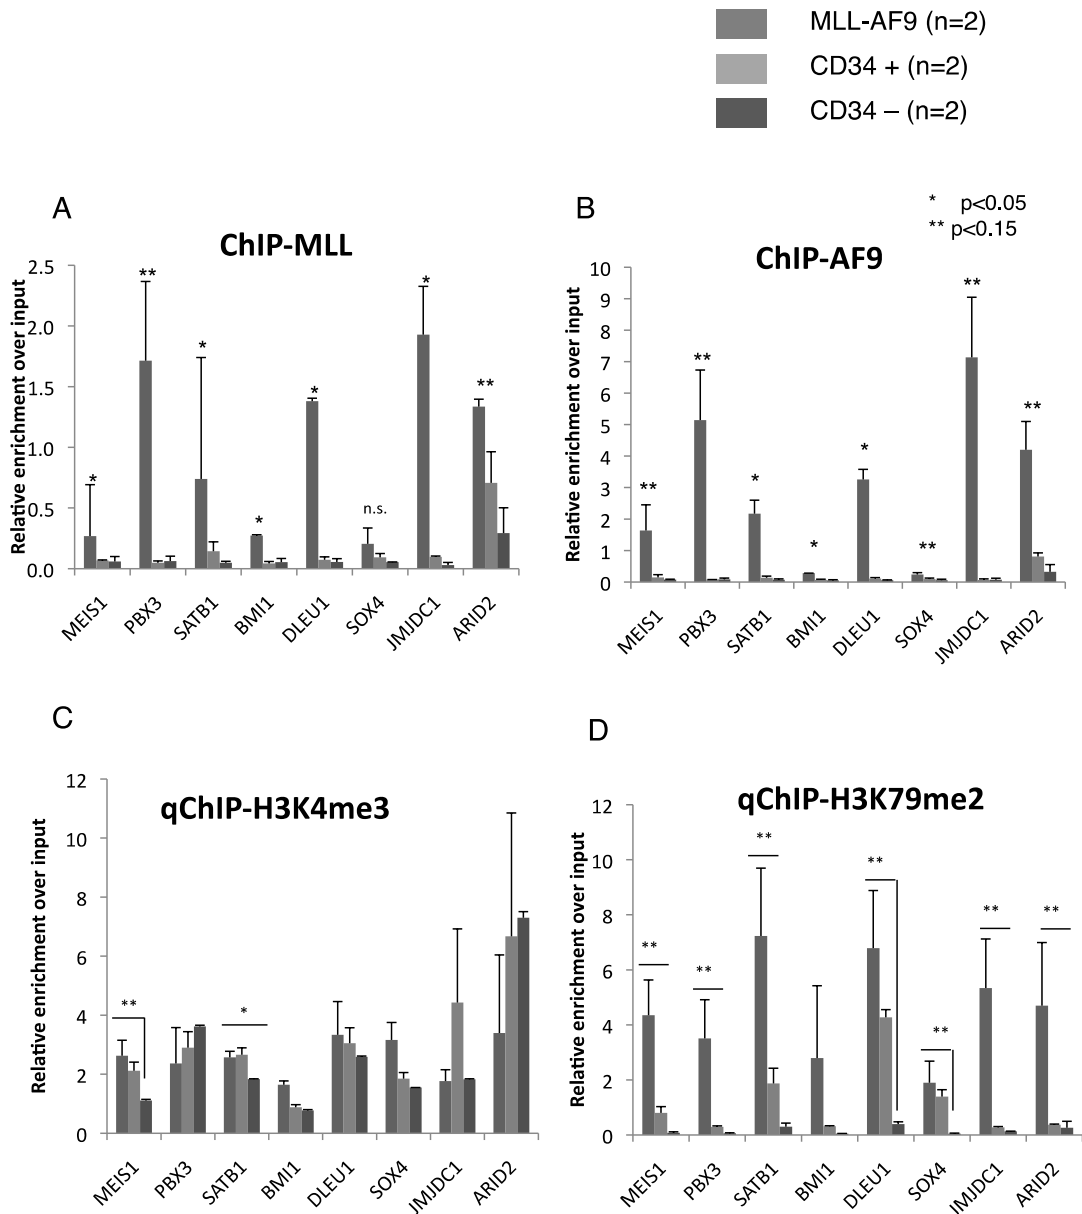 MLL-AF9 (n=2)
CD34 + (n=2)
CD34 – (n=2)
A
ChIP-MLL
Relative enrichment over input
2.5
2.0
1.5
1.0
0.5
0.0
*
**
*
*
*
n.s.
*
**
MEIS1
PBX3
SATB1
BMI1
DLEU1
SOX4
JMJDC1
ARID2
B
* p<0.05
** p<0.15
ChIP-AF9
Relative enrichment over input
10
9
8
7
6
5
4
3
2
1
0
**
**
*
*
*
**
**
**
MEIS1
PBX3
SATB1
BMI1
DLEU1
SOX4
JMJDC1
ARID2
C
qChIP-H3K4me3
Relative enrichment over input
12
10
8
6
4
2
0
**
*
MEIS1
PBX3
SATB1
BMI1
DLEU1
SOX4
JMJDC1
ARID2
D
qChIP-H3K79me2
Relative enrichment over input
12
10
8
6
4
2
0
**
**
**
**
**
**
**
MEIS1
PBX3
SATB1
BMI1
DLEU1
SOX4
IMJDC1
ARID2